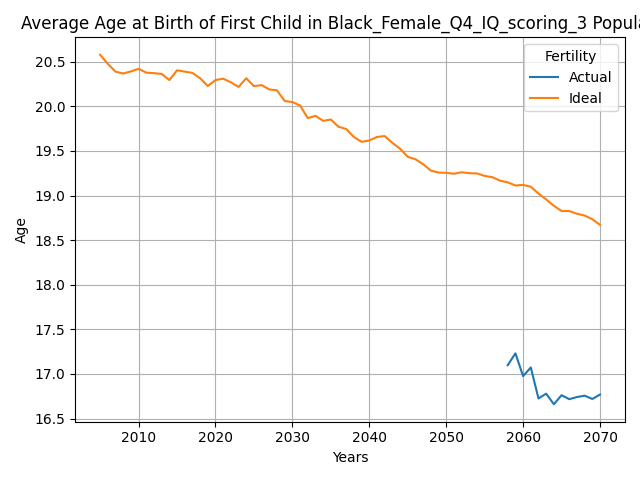 Average Age at Birth of First Child in Black_Female_Q4_IQ_scoring_3 Popula
Fertility
Actual
Ideal
20.5
20.0
19.5
19.0
18.5
18.0
17.5
17.0
16.5
Age
2010 2020 2030 2040 2050 2060 2070
Years